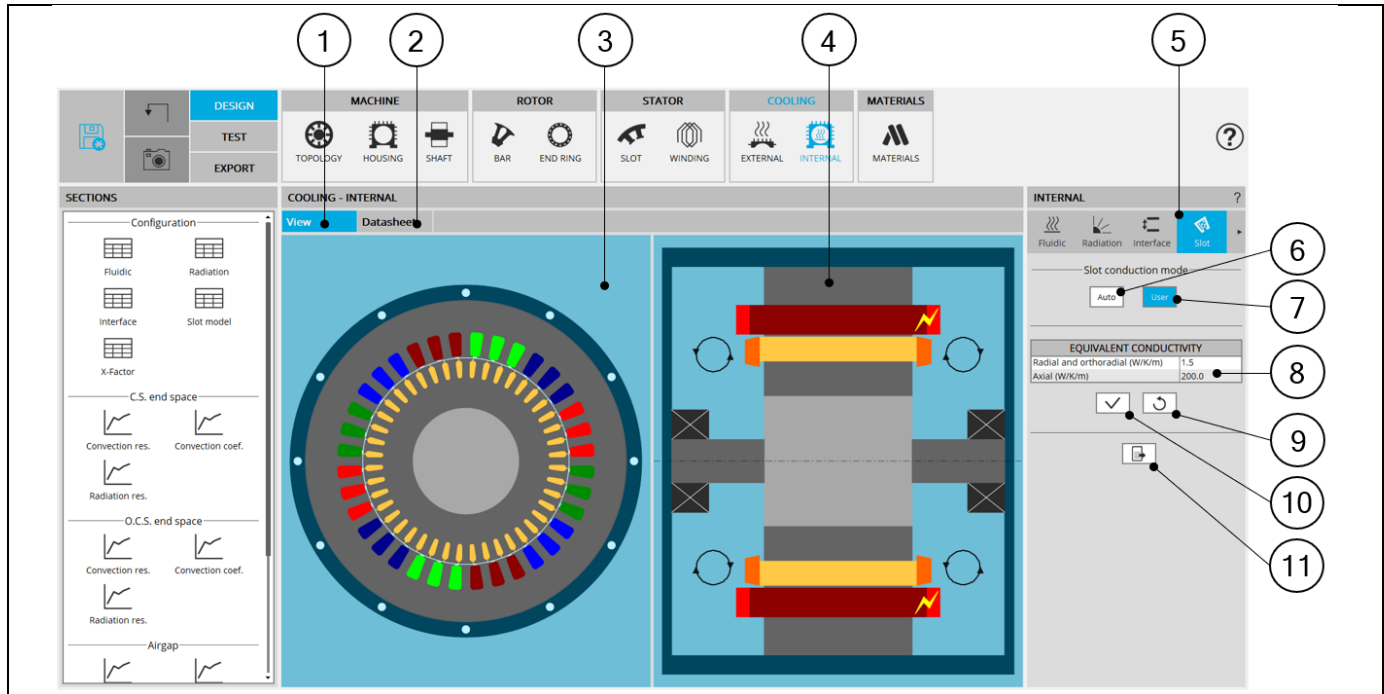 1
2
3
4
5
DESIGN
TEST
EXPORT
MACHINE
TOPOLOGY
HOUSING
SHAFT
ROTOR
BAR
END RING
STATOR
SLOT
WINDING
COOLING
EXTERNAL
INTERNAL
MATERIALS
MATERIALS
?
SECTIONS
Configuration
Fluidic
Radiation
Interface
Slot model
X-Factor
C.S. end space
Convection res.
Convection coef.
Radiation res.
O.C.S. end space
Convection res.
Convection coef.
Radiation res.
Airgap
COOLING - INTERNAL
View
Datasheet
INTERNAL
?
Fluidic
Radiation
Interface
Slot
Slot conduction mode
Auto
User
EQUIVALENT CONDUCTIVITY
Radial and orthoradial (W/K/m) 1.5
Axial (W/K/m) 200.0
6
7
8
9
10
11